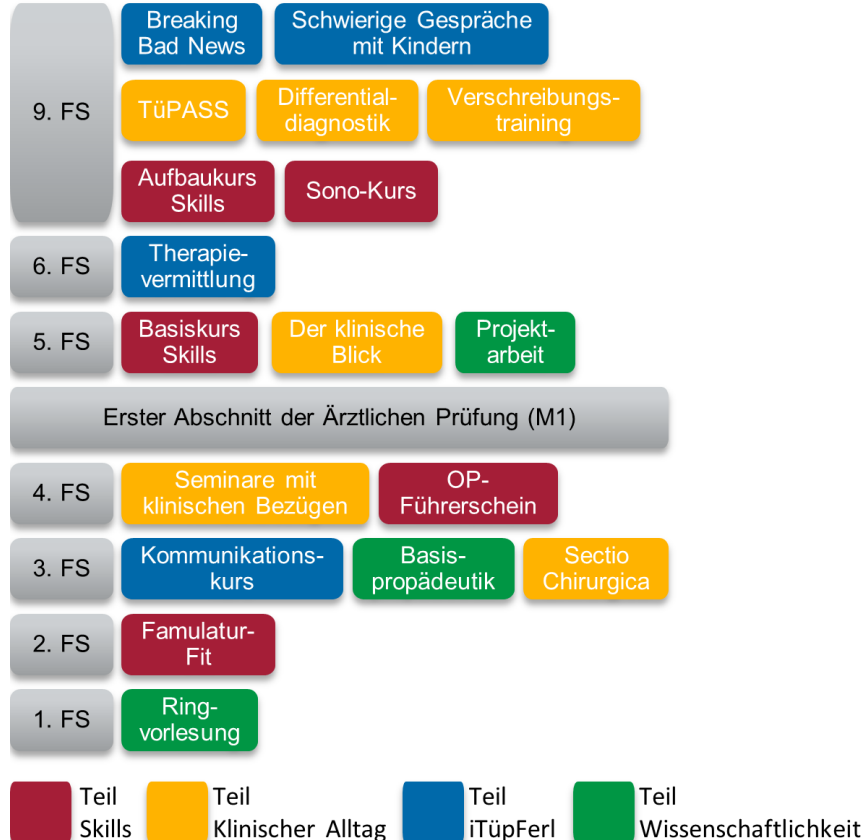 Breaking
Bad News
Schwierige Gespräche
mit Kindern
9. FS
TüPASS
Differential-
diagnostik
Verschreibungs-
training
Aufbaukurs
Skills
Sono-Kurs
6. FS
Therapie-
vermittlung
5. FS
Basiskurs
Skills
Der klinische
Blick
Projekt-
arbeit
Erster Abschnitt der Ärztlichen Prüfung (M1)
4. FS
Seminare mit
klinischen Bezügen
OP-
Führerschein
3. FS
Kommunikations-
kurs
Basis-
propädeutik
Sectio
Chirurgica
2. FS
Famulatur-
Fit
1. FS
Ring-
vorlesung
Teil
Skills
Teil
Klinischer Alltag
Teil
iTüpFerl
Teil
Wissenschaftlichkeit